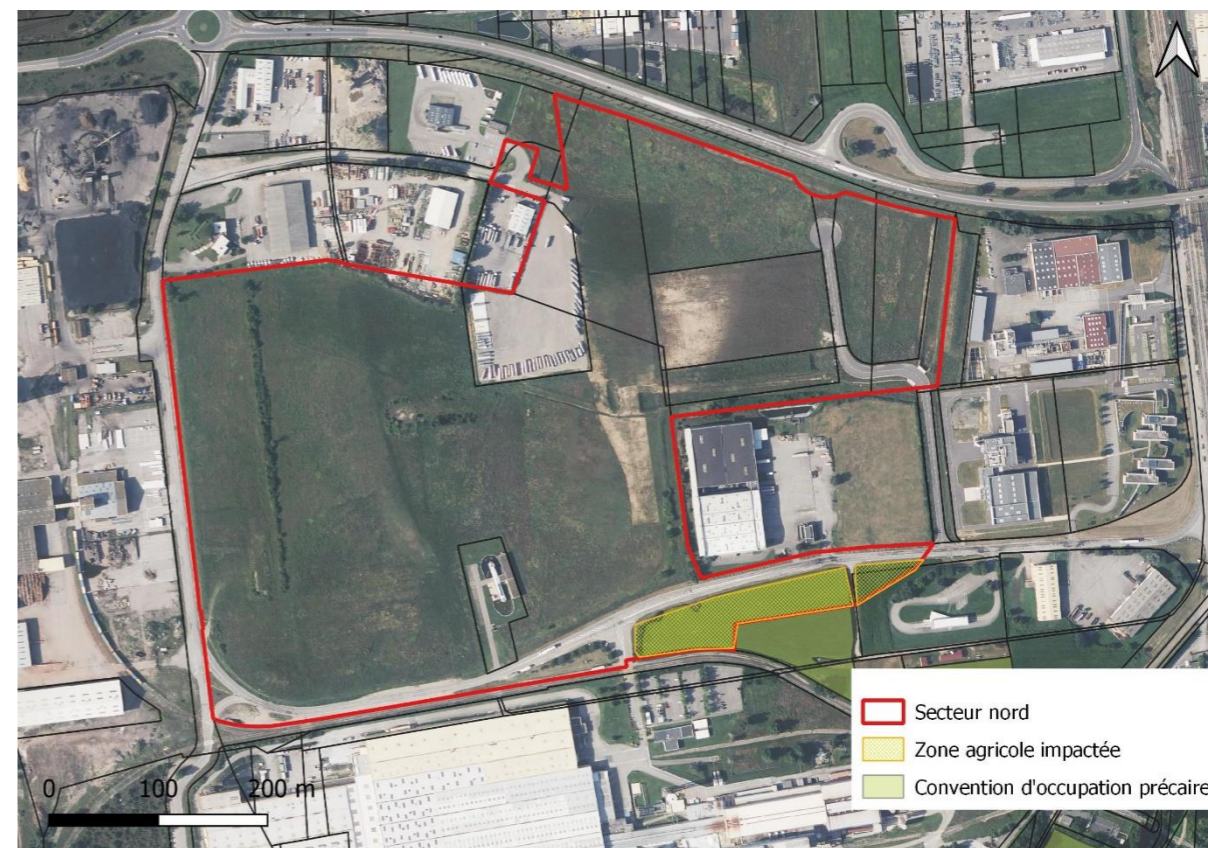 Secteur nord
Zone agricole impactée
Convention d'occupation précaire
0 100 200 m